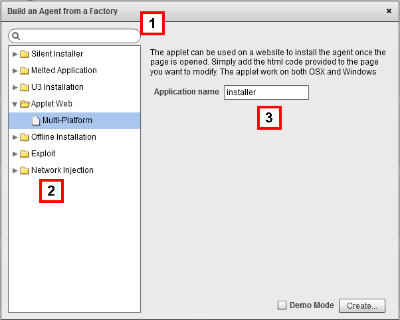 Build an Agent from a Factory
1
Silent Installer
Melted Application
U3 Installation
Applet Web
Multi-Platform
Offline Installation
Exploit
Network Injection
2
The applet can be used on a website to install the agent once the
page is opened. Simply add the html code provided to the page
you want to modify. The applet work on both OSX and Windows
Application name installer
3
Demo Mode Create...